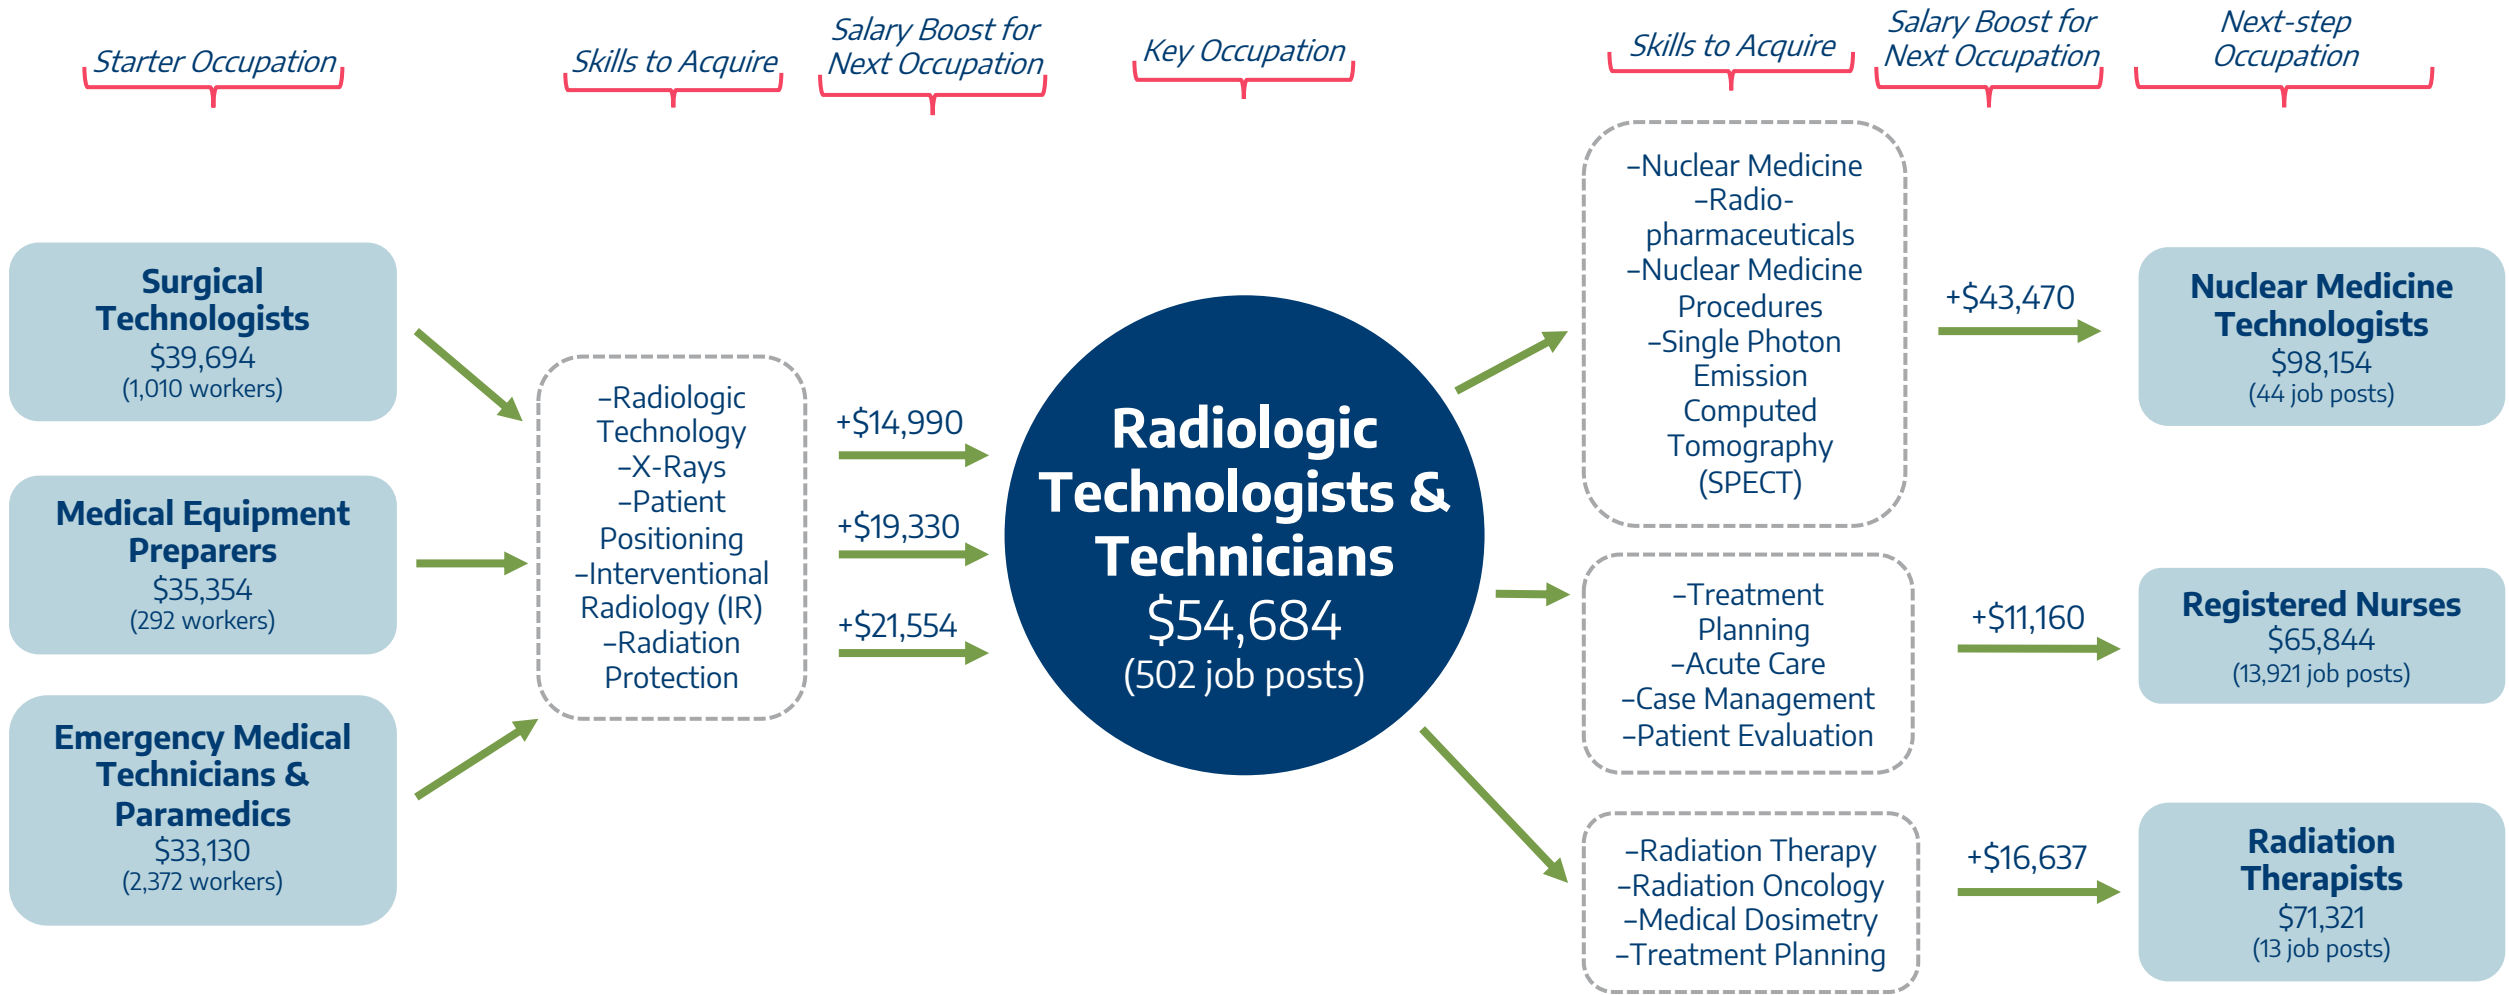 Starter Occupation
Skills to Acquire
Salary Boost for
Next Occupation
Key Occupation
Skills to Acquire
Salary Boost for
Next Occupation
Next-step
Occupation
Surgical
Technologists
$39,694
(1,010 workers)
Medical Equipment
Preparers
$35,354
(292 workers)
Emergency Medical
Technicians &
Paramedics
$33,130
(2,372 workers)
–Radiologic
Technology
–X-Rays
–Patient
Positioning
–Interventional
Radiology (IR)
–Radiation
Protection
+$14,990
+$19,330
+$21,554
Radiologic
Technologists &
Technicians
$54,684
(502 job posts)
–Nuclear Medicine
–Radio-
pharmaceuticals
–Nuclear Medicine
Procedures
–Single Photon
Emission
Computed
Tomography
(SPECT)
+$43,470
Nuclear Medicine
Technologists
$98,154
(44 job posts)
–Treatment
Planning
–Acute Care
–Case Management
–Patient Evaluation
+$11,160
Registered Nurses
$65,844
(13,921 job posts)
–Radiation Therapy
–Radiation Oncology
–Medical Dosimetry
–Treatment Planning
+$16,637
Radiation
Therapists
$71,321
(13 job posts)